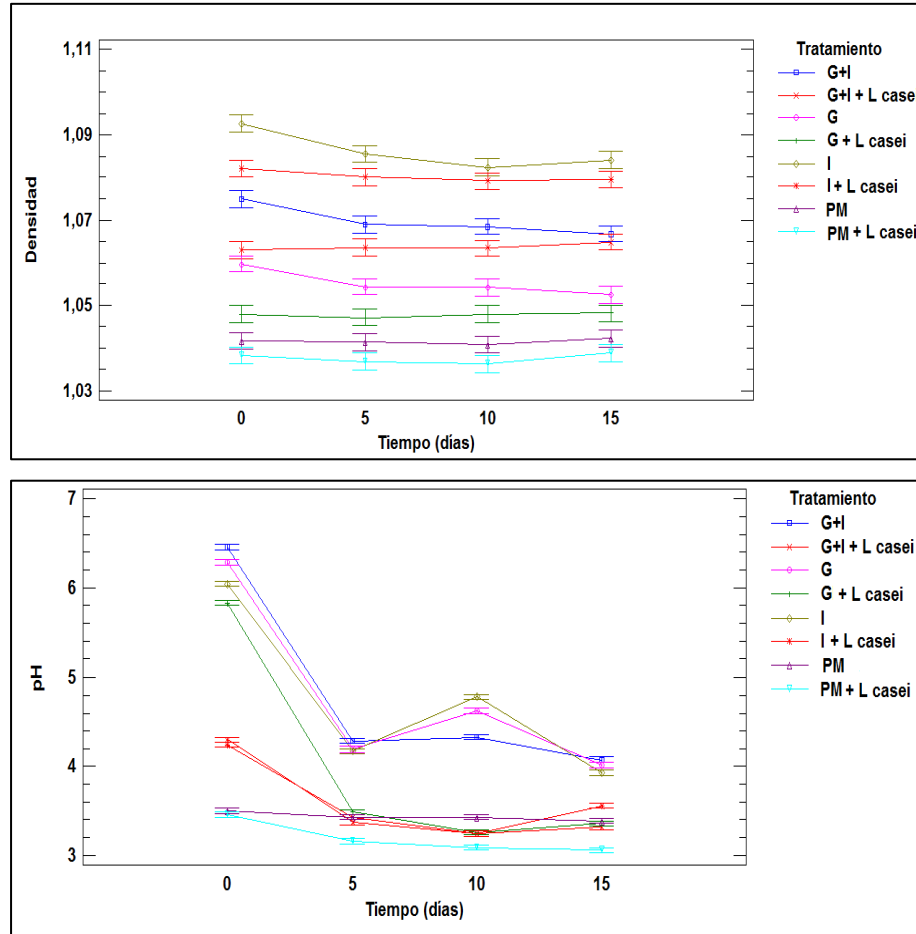 1,11
1,09
1,07
1,05
1,03
Densidad
0 5 10 15
Tiempo (días)
Tratamiento
G+I
G+I + L casei
G
G + L casei
I
I + L casei
PM
PM + L casei
7
6
5
4
3
pH
0 5 10 15
Tiempo (días)
Tratamiento
G+I
G+I + L casei
G
G + L casei
I
I + L casei
PM
PM + L casei